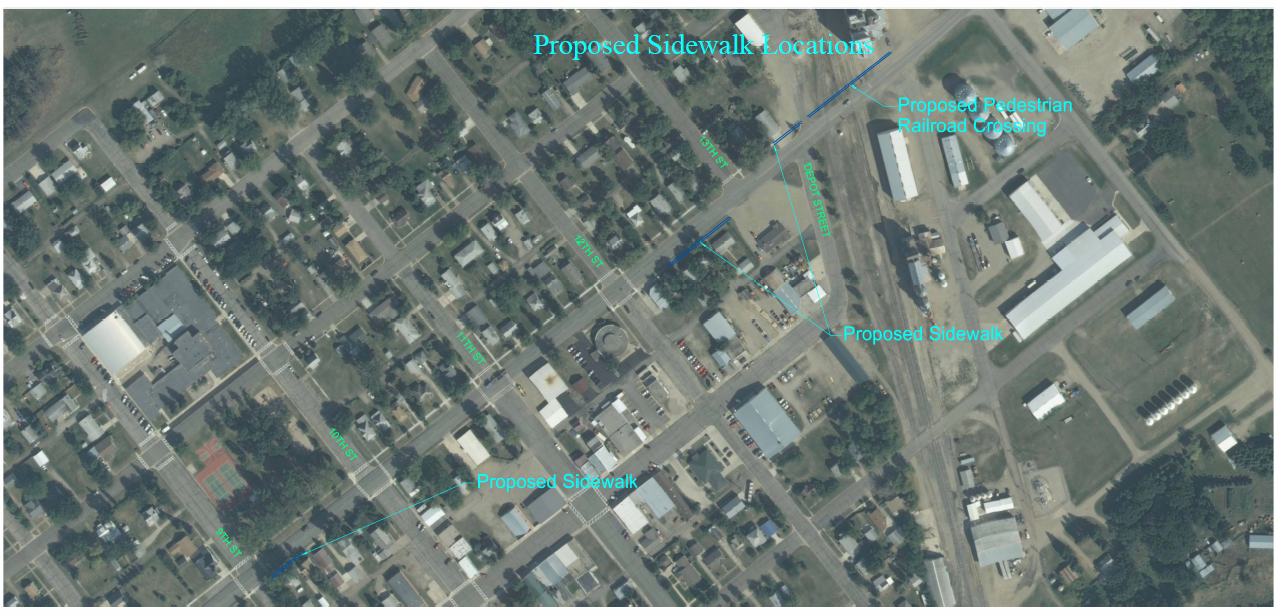 Proposed Sidewalk Locations
Proposed Pedestrian
Railroad Crossing
13TH ST
DEPOT STREET
12TH ST
Proposed Sidewalk
11TH ST
10TH ST
Proposed Sidewalk
9TH ST